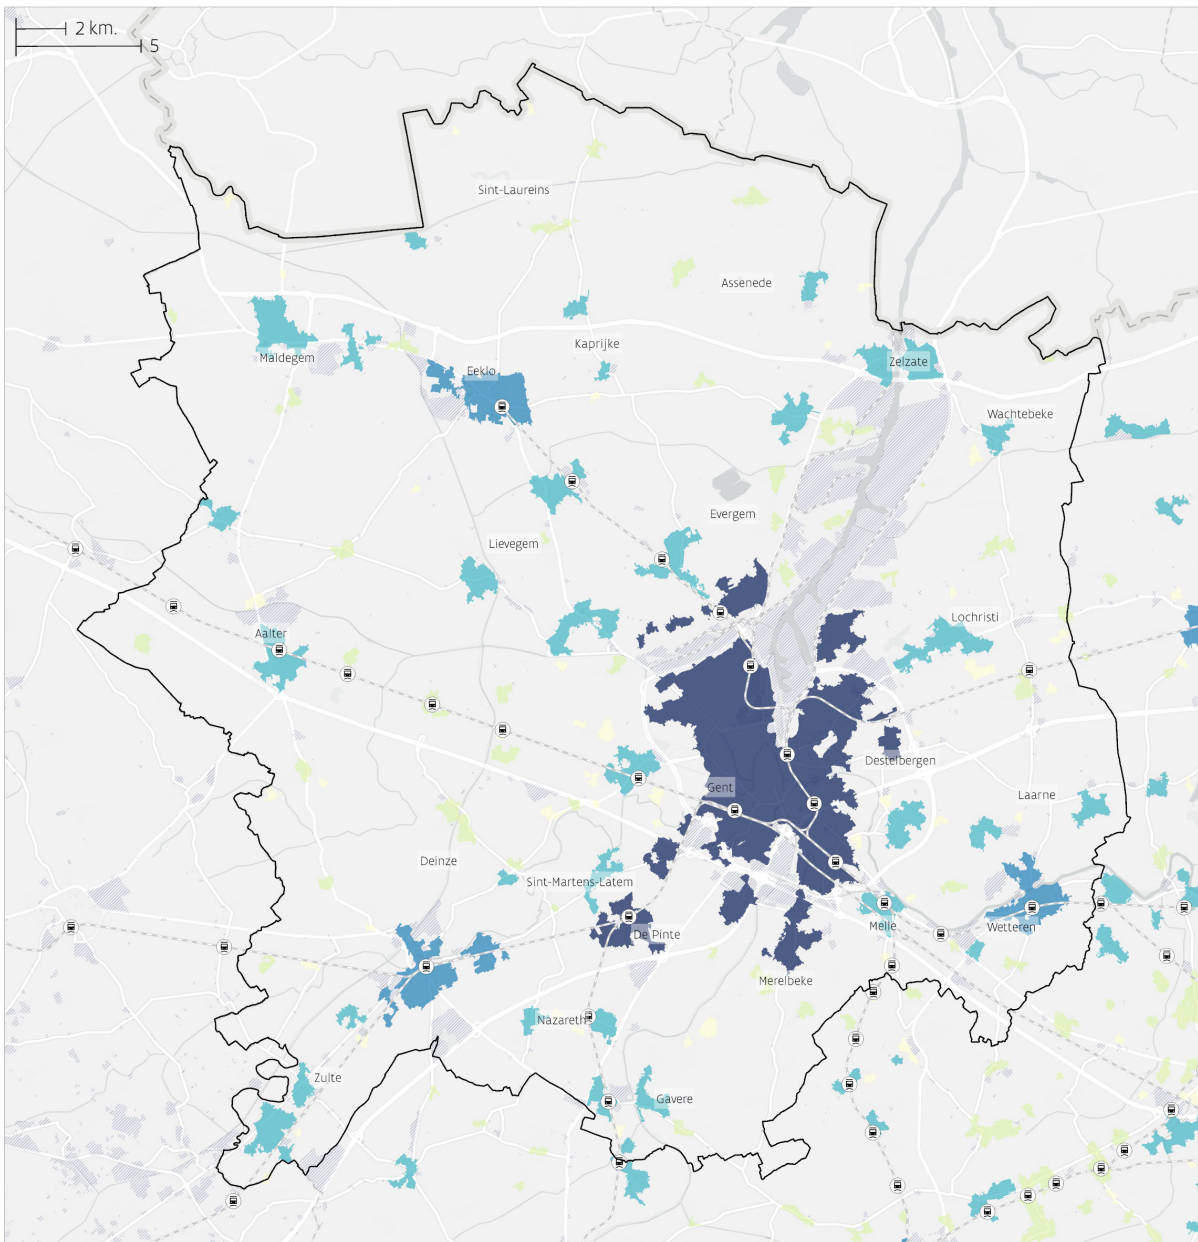 2 km.
5
Sint-Laureins
Assenede
Kaprijke
Maldegem
Zelzate
Eeklo
Wachtebeke
Evergem
Lievegem
Lochristi
Aalter
Destelbergen
Gent
Laarne
Deinze
Sint-Martens-Latem
Melle
Wetteren
De Pinte
Merelbeke
Nazareth
Zulte
Gavere